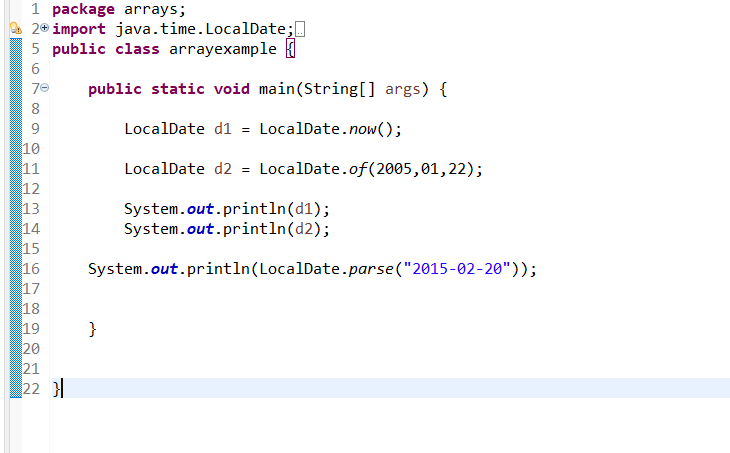 1 package arrays;
2 import java.time.LocalDate;
5 public class arrayexample {
6
7 public static void main(String[] args) {
8
9 LocalDate d1 = LocalDate.now();
10
11 LocalDate d2 = LocalDate.of(2005,01,22);
12
13 System.out.println(d1);
14 System.out.println(d2);
15
16 System.out.println(LocalDate.parse("2015-02-20"));
17
18
19 }
20
21
22 }